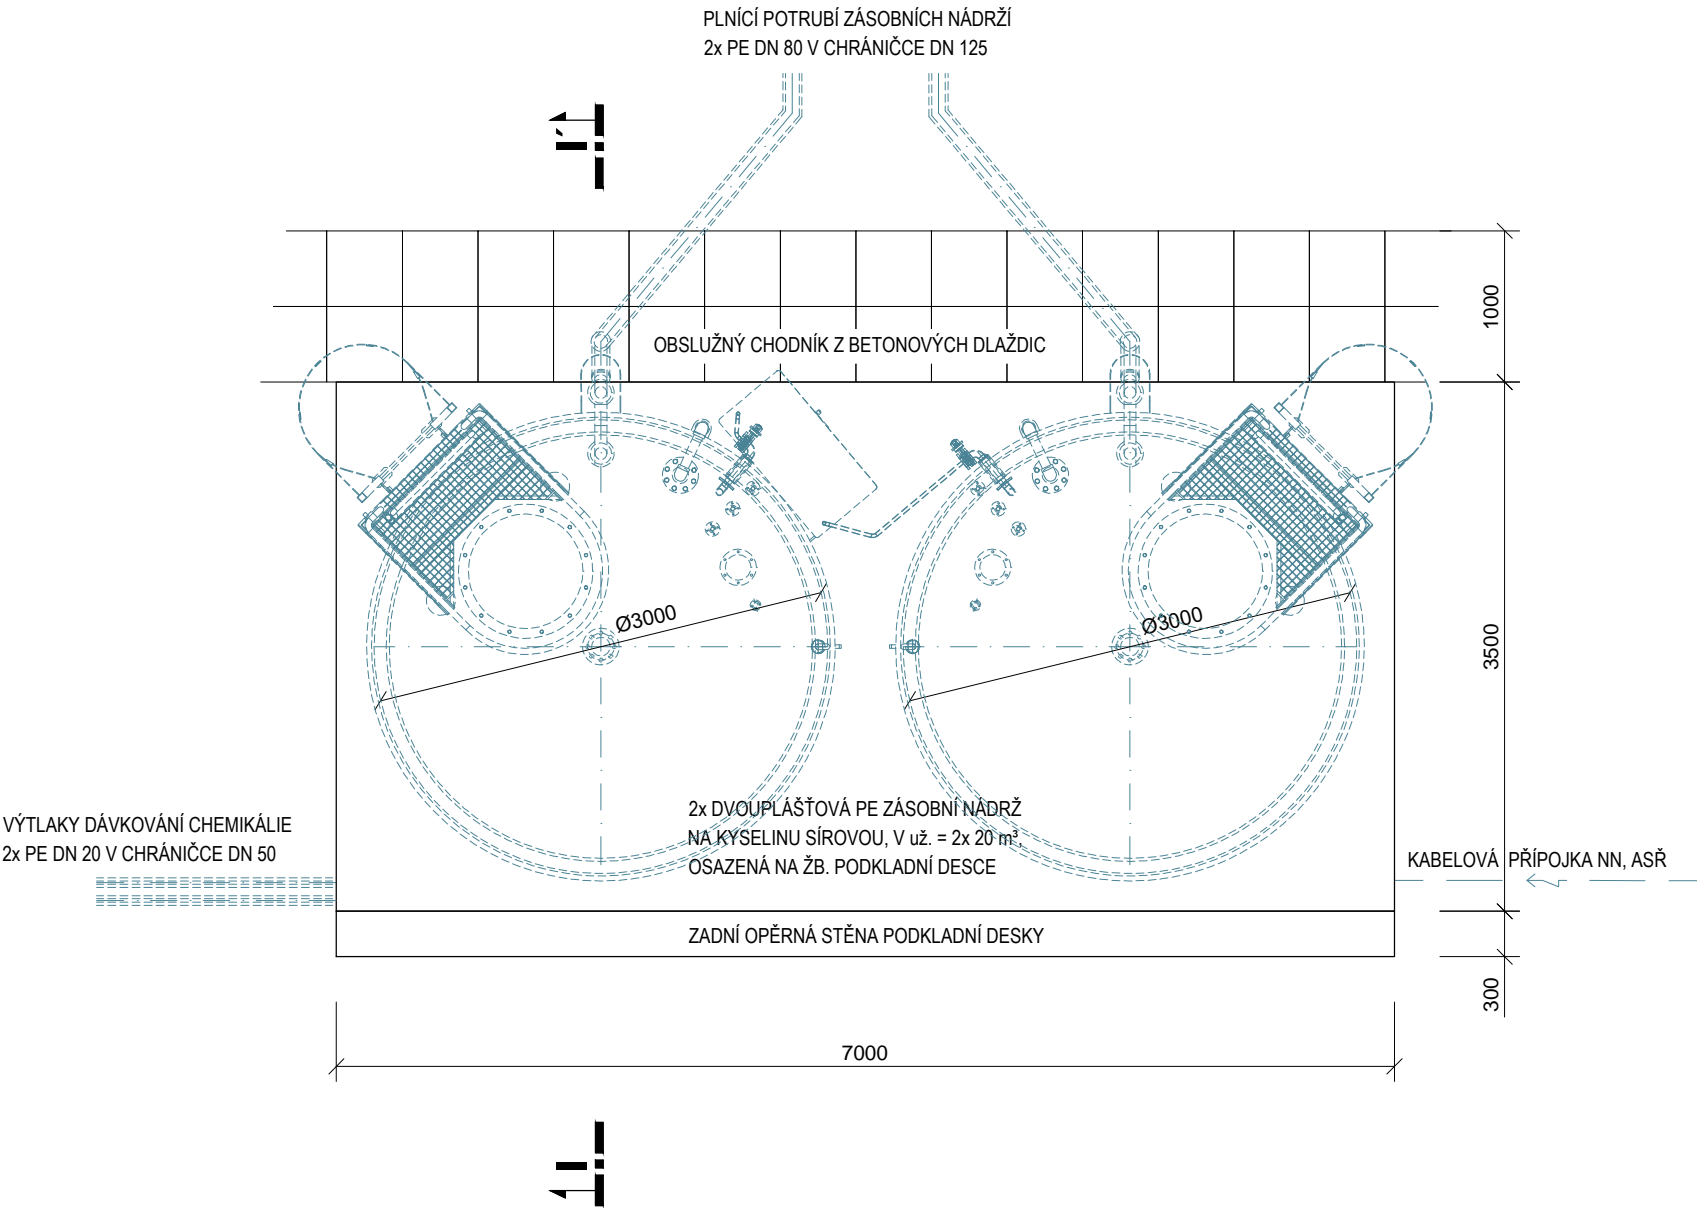 PLNÍCÍ POTRUBÍ ZÁSOBNÍCH NÁDRŽÍ
2x PE DN 80 V CHRÁNIČCE DN 125
1´
1000
OBSLUŽNÝ CHODNÍK Z BETONOVÝCH DLAŽDIC
Ø3000
Ø3000
3500
2x DVOUPLÁŠŤOVÁ PE ZÁSOBNÍ NÁDRŽ
NA KYSELINU SÍROVOU, V už. = 2x 20 m³,
OSAZENÁ NA ŽB. PODKLADNÍ DESCE
VÝTLAKY DÁVKOVÁNÍ CHEMIKÁLIE
2x PE DN 20 V CHRÁNIČCE DN 50
KABELOVÁ PŘÍPOJKA NN, ASŘ
ZADNÍ OPĚRNÁ STĚNA PODKLADNÍ DESKY
300
7000
1